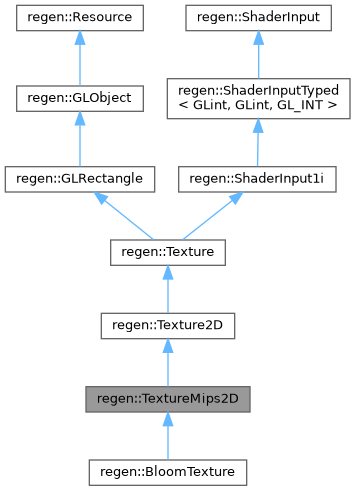 regen::Resource
regen::ShaderInput
regen::GLObject
regen::ShaderInputTyped
< GLint, GLint, GL_INT >
regen::GLRectangle
regen::ShaderInput1i
regen::Texture
regen::Texture2D
regen::TextureMips2D
regen::BloomTexture